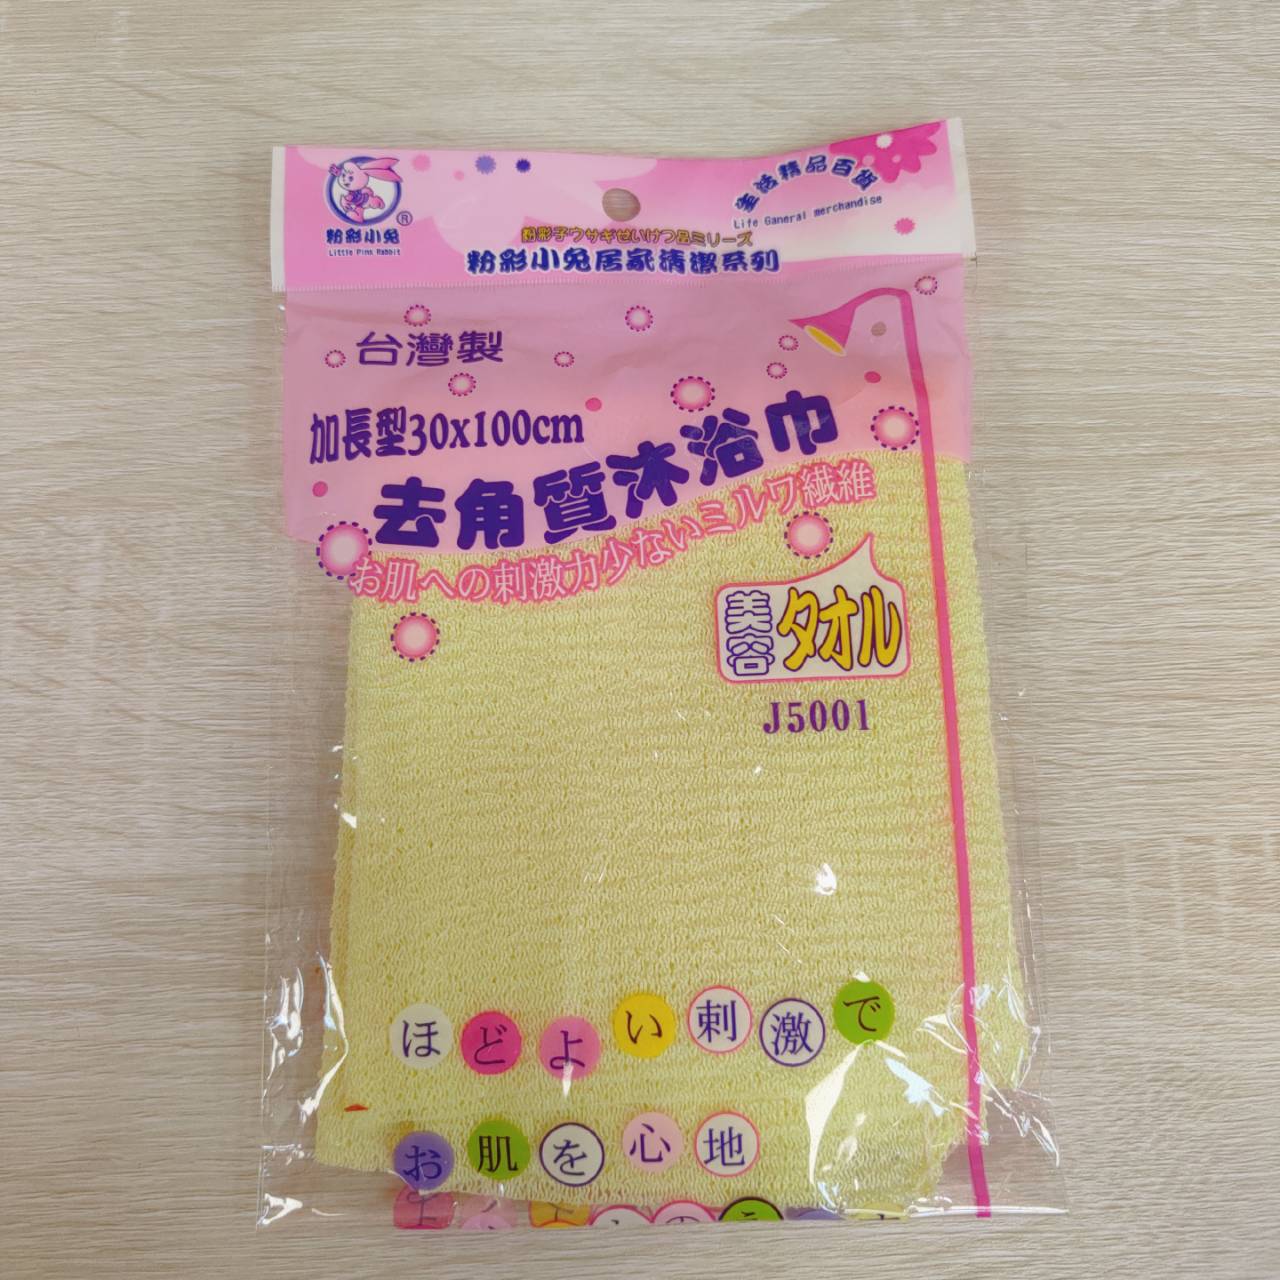 粉彩小兔
Little Pink Rabbit
®
生活精品百貨
Life Ganeral merchandise
粉彩子ウサギせいけつ品ミリーズ
粉彩小兔居家清潔系列
台灣製
加長型30x100cm
去角質沐浴巾
お肌への刺激力少ないミルワ繊維
美容タオル
J5001
ほどよい刺激で
お肌を心地